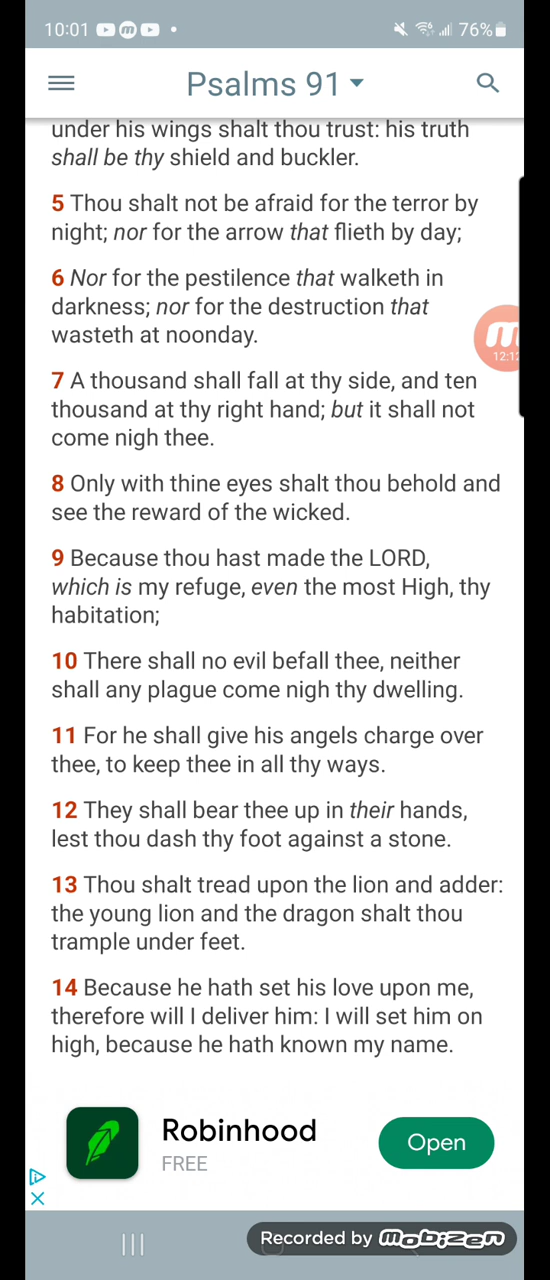 10:01 76%
Psalms 91
under his wings shalt thou trust: his truth
shall be thy shield and buckler.
5 Thou shalt not be afraid for the terror by
night; nor for the arrow that flieth by day;
6 Nor for the pestilence that walketh in
darkness; nor for the destruction that
wasteth at noonday.
7 A thousand shall fall at thy side, and ten
thousand at thy right hand; but it shall not
come nigh thee.
8 Only with thine eyes shalt thou behold and
see the reward of the wicked.
9 Because thou hast made the LORD,
which is my refuge, even the most High, thy
habitation;
10 There shall no evil befall thee, neither
shall any plague come nigh thy dwelling.
11 For he shall give his angels charge over
thee, to keep thee in all thy ways.
12 They shall bear thee up in their hands,
lest thou dash thy foot against a stone.
13 Thou shalt tread upon the lion and adder:
the young lion and the dragon shalt thou
trample under feet.
14 Because he hath set his love upon me,
therefore will I deliver him: I will set him on
high, because he hath known my name.
Robinhood
FREE
Open
Recorded by Mobizen